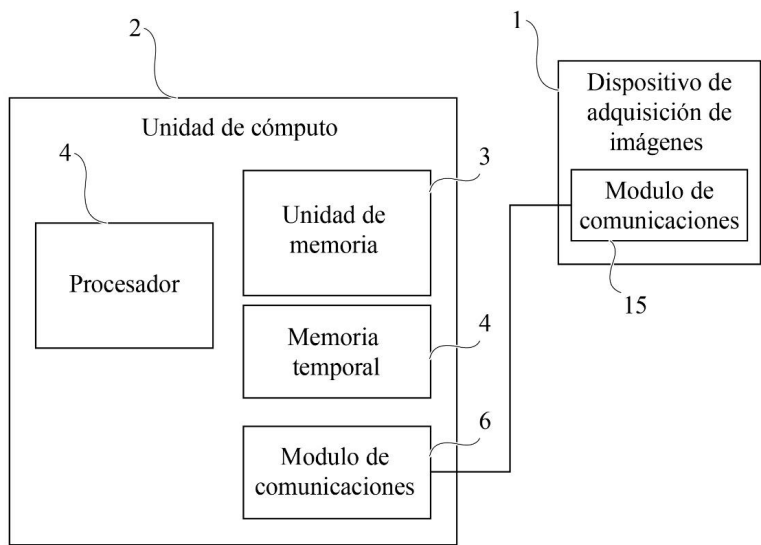 2
1
Unidad de cómputo
4
Procesador
3
Unidad de
memoria
Memoria
temporal
4
6
Modulo de
comunicaciones
Dispositivo de
adquisición de
imágenes
Modulo de
comunicaciones
15